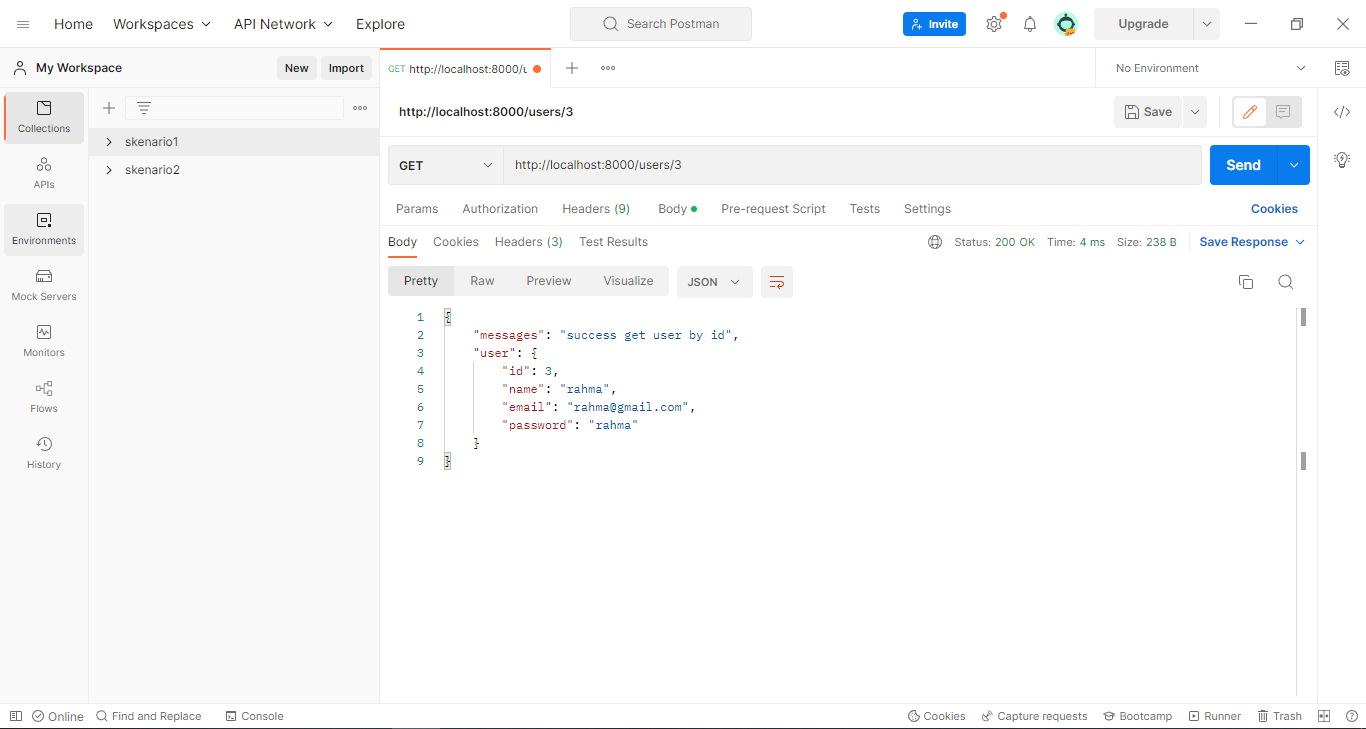 Home Workspaces API Network Explore Search Postman Invite Upgrade
My Workspace New Import GET http://localhost:8000/u No Environment
http://localhost:8000/users/3 Save
Collections
skenario1
skenario2
APIs
Environments
Mock Servers
Monitors
Flows
History
GET http://localhost:8000/users/3 Send
Params Authorization Headers (9) Body Pre-request Script Tests Settings Cookies
Body Cookies Headers (3) Test Results Status: 200 OK Time: 4 ms Size: 238 B Save Response
Pretty Raw Preview Visualize JSON
1 {
2 "messages": "success get user by id",
3 "user": {
4 "id": 3,
5 "name": "rahma",
6 "email": "rahma@gmail.com",
7 "password": "rahma"
8 }
9 }
Online Find and Replace Console Cookies Capture requests Bootcamp Runner Trash